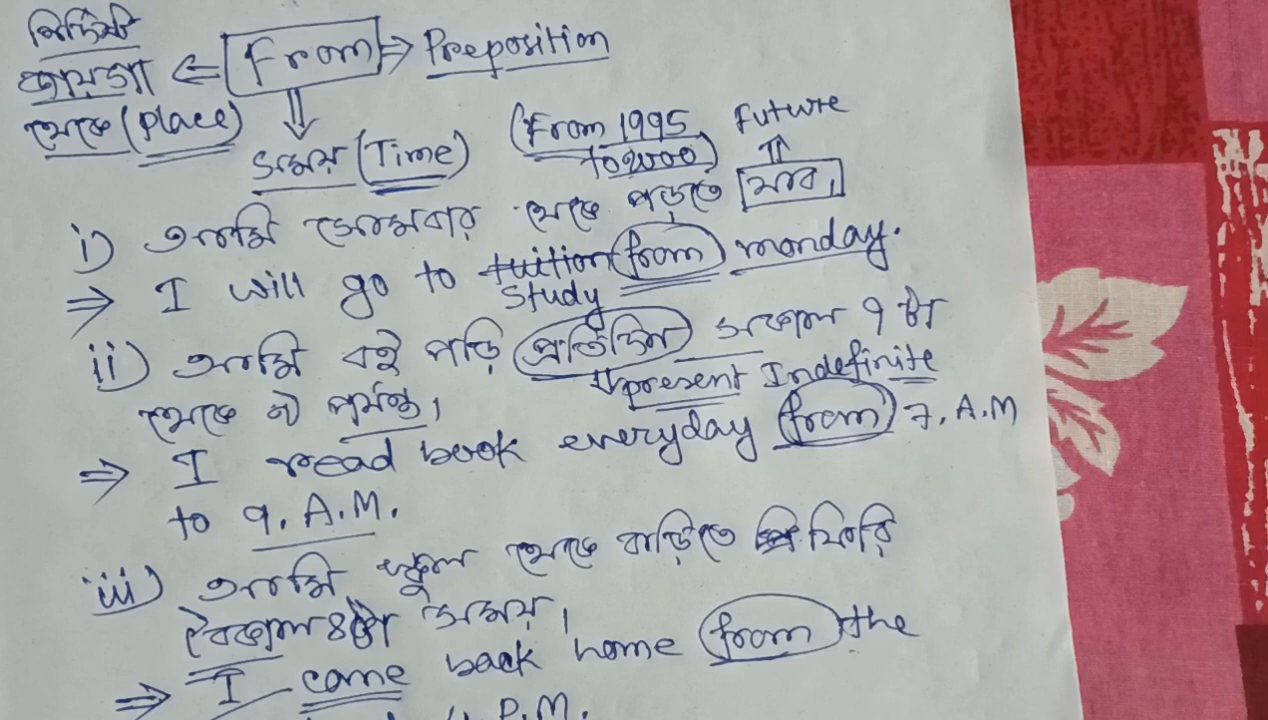 নির্দিষ্ট
জায়গা ⇐ From ⇒ Preposition
থেকে (place)
সময় (Time) (From 1995 to 2000) Future
i) আমি সোমবার থেকে পড়তে যাব।
⇒ I will go to tuition from monday.
study
ii) আমি বই পড়ি প্রতিদিন সকাল ৭ টা
থেকে ৯ পর্যন্ত। present Indefinite
⇒ I read book everyday from 7. A.M
to 9. A.M.
iii) আমি স্কুল থেকে বাড়িতে ফিরি
বৈকাল ৪টা সময়।
⇒ I come back home from the
4 P.M.